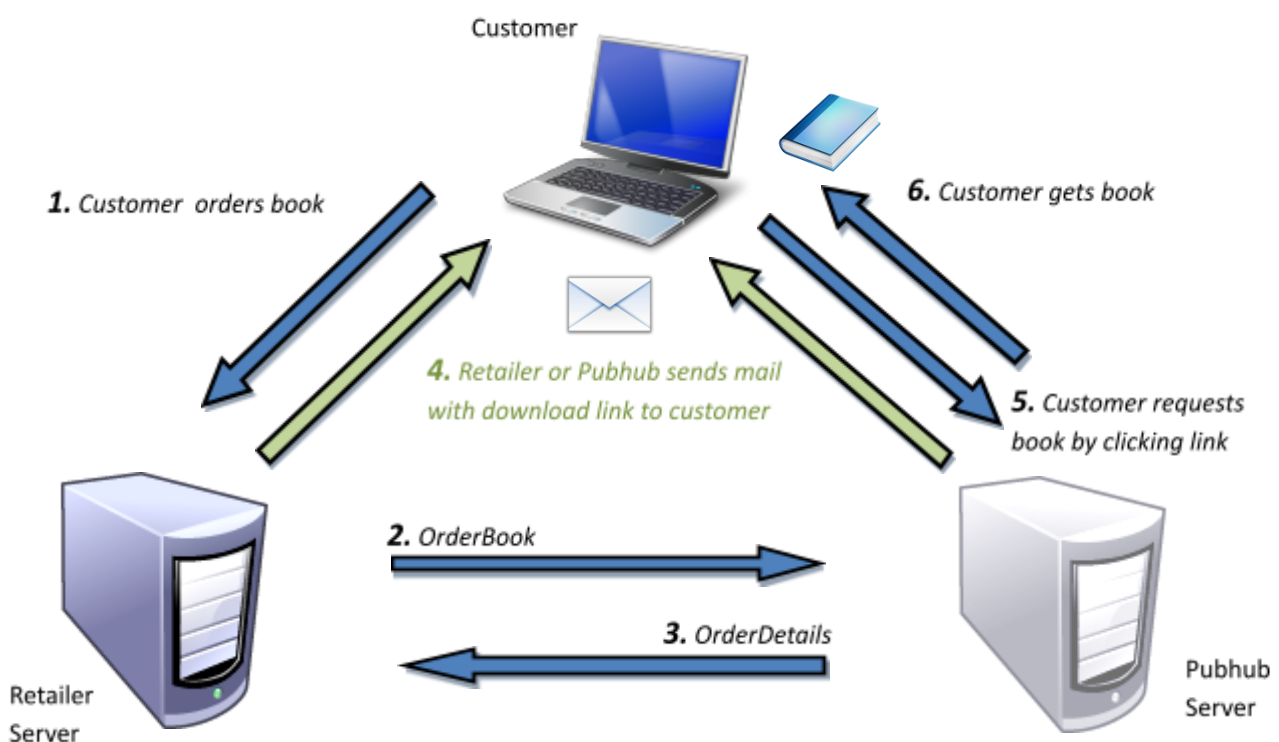 Customer
1. Customer orders book
6. Customer gets book
4. Retailer or Pubhub sends mail
with download link to customer
5. Customer requests
book by clicking link
2. OrderBook
3. OrderDetails
Retailer
Server
Pubhub
Server